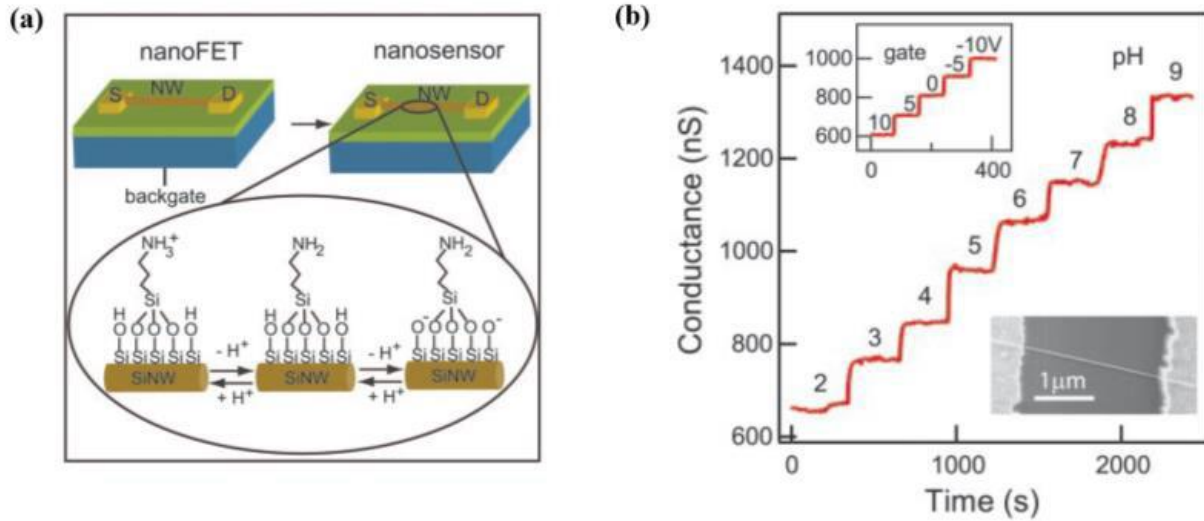 (a)
nanoFET
nanosensor
S
NW
D
S
NW
D
backgate
NH₃⁺
NH₂
NH₂
Si
Si
Si
H
H
H
H
O O O O O
O O O O O
O⁻ O O O O⁻
Si Si Si Si Si
- H⁺
Si Si Si Si Si
- H⁺
Si Si Si Si Si
SiNW
SiNW
SiNW
+ H⁺
+ H⁺
(b)
Conductance (nS)
1400
1200
1000
800
600
gate
-10V
-5
0
5
10
1000
800
600
0
400
pH
9
8
7
6
5
4
3
2
1μm
0
1000
2000
Time (s)